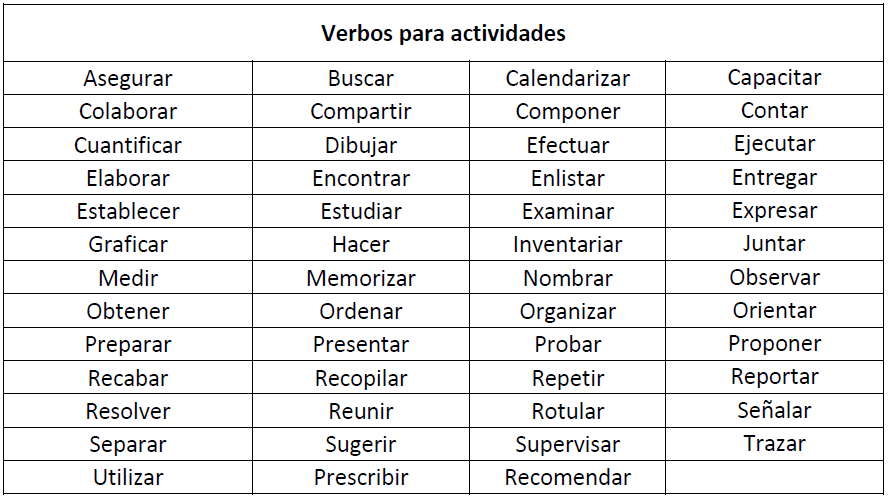 Verbos para actividades
Asegurar Buscar Calendarizar Capacitar
Colaborar Compartir Componer Contar
Cuantificar Dibujar Efectuar Ejecutar
Elaborar Encontrar Enlistar Entregar
Establecer Estudiar Examinar Expresar
Graficar Hacer Inventariar Juntar
Medir Memorizar Nombrar Observar
Obtener Ordenar Organizar Orientar
Preparar Presentar Probar Proponer
Recabar Recopilar Repetir Reportar
Resolver Reunir Rotular Señalar
Separar Sugerir Supervisar Trazar
Utilizar Prescribir Recomendar